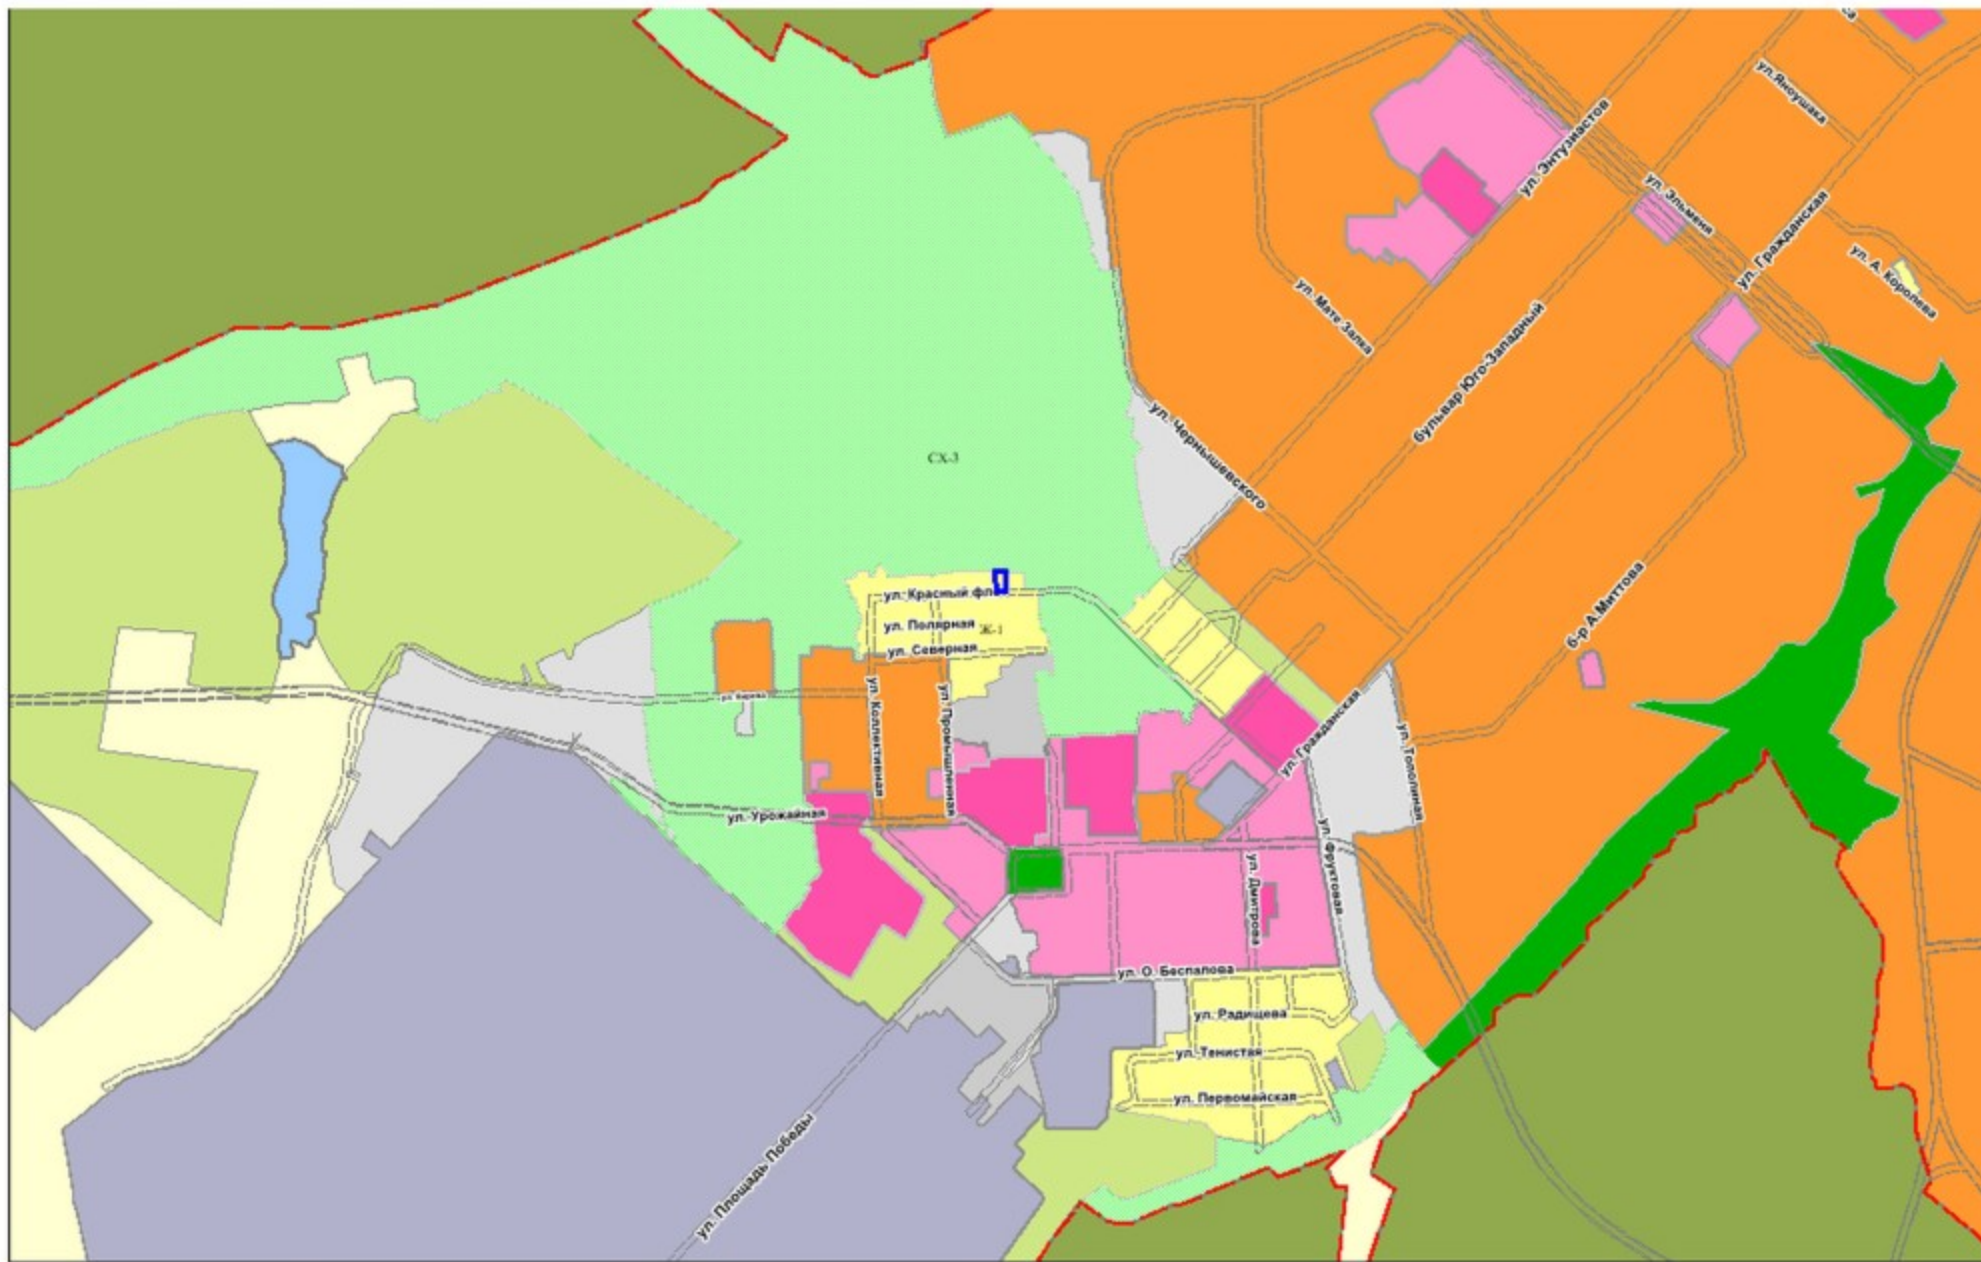 ул.Яноушака
ул. Энтузиастов
ул. Эльменя
ул. Гражданская
ул. А. Королева
ул. Мате Залка
бульвар Юго-Западный
ул. Чернышевского
СХ-3
ул. Красный фл
ул. Полярная
Ж-1
ул. Северная
б-р А.Миттова
ул. Коллективная
ул. Промышленная
ул. Гражданская
ул. Тополиная
ул. Урожайная
ул. Фруктовая
ул. Дмитрова
ул. О. Беспалова
ул. Радищева
ул. Тенистая
ул. Первомайская
ул. Площадь Победы